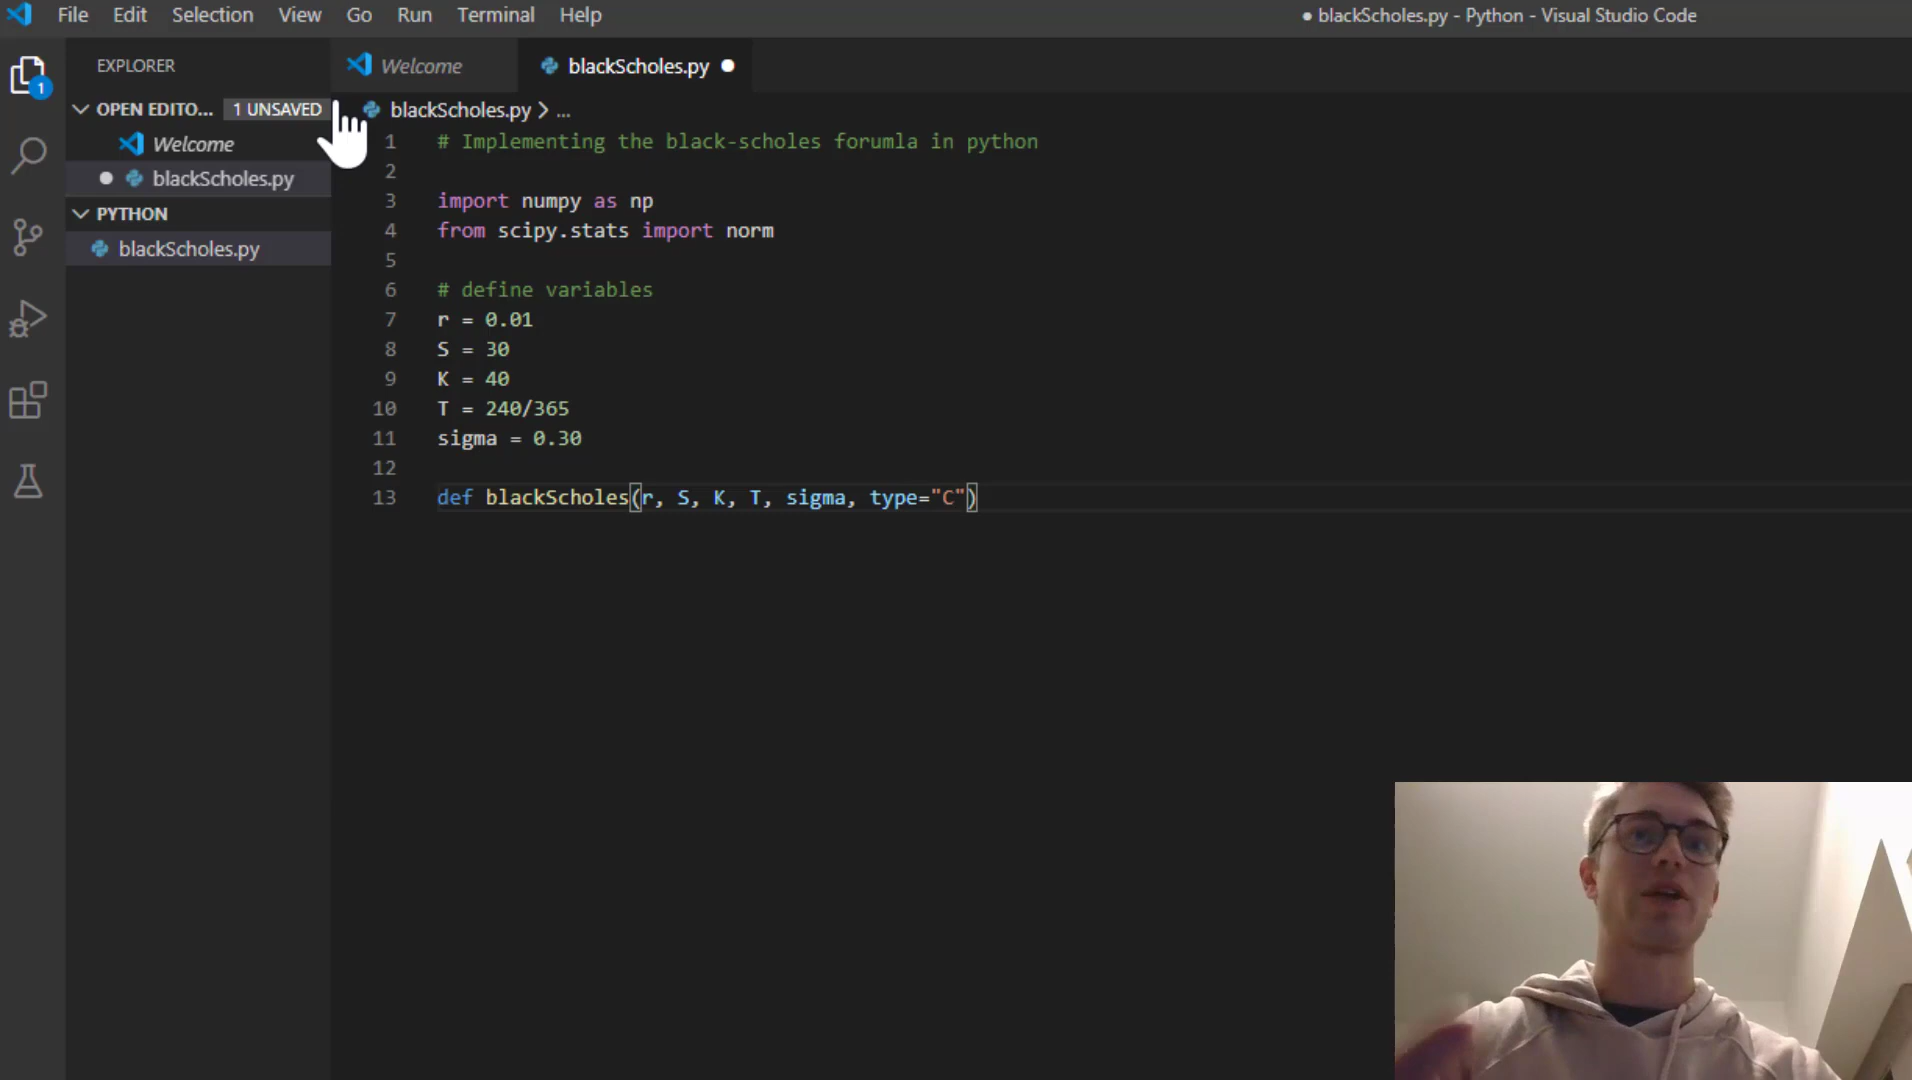 File Edit Selection View Go Run Terminal Help
● blackScholes.py - Python - Visual Studio Code
EXPLORER
Welcome
blackScholes.py
1
OPEN EDITO... 1 UNSAVED
Welcome
blackScholes.py
PYTHON
blackScholes.py
blackScholes.py > ...
1 # Implementing the black-scholes forumla in python
2
3 import numpy as np
4 from scipy.stats import norm
5
6 # define variables
7 r = 0.01
8 S = 30
9 K = 40
10 T = 240/365
11 sigma = 0.30
12
13 def blackScholes(r, S, K, T, sigma, type="C")